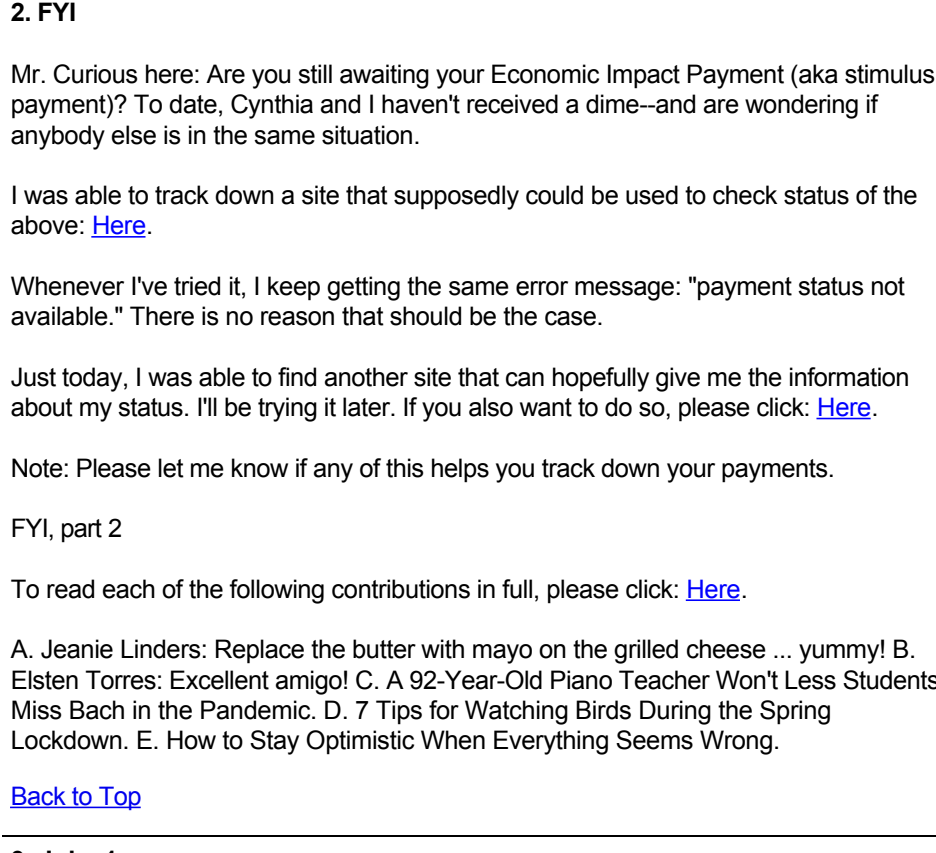 2. FYI
Mr. Curious here: Are you still awaiting your Economic Impact Payment (aka stimulus
payment)? To date, Cynthia and I haven't received a dime--and are wondering if
anybody else is in the same situation.
I was able to track down a site that supposedly could be used to check status of the
above: Here.
Whenever I've tried it, I keep getting the same error message: "payment status not
available." There is no reason that should be the case.
Just today, I was able to find another site that can hopefully give me the information
about my status. I'll be trying it later. If you also want to do so, please click: Here.
Note: Please let me know if any of this helps you track down your payments.
FYI, part 2
To read each of the following contributions in full, please click: Here.
A. Jeanie Linders: Replace the butter with mayo on the grilled cheese ... yummy! B.
Elsten Torres: Excellent amigo! C. A 92-Year-Old Piano Teacher Won't Less Students
Miss Bach in the Pandemic. D. 7 Tips for Watching Birds During the Spring
Lockdown. E. How to Stay Optimistic When Everything Seems Wrong.
Back to Top